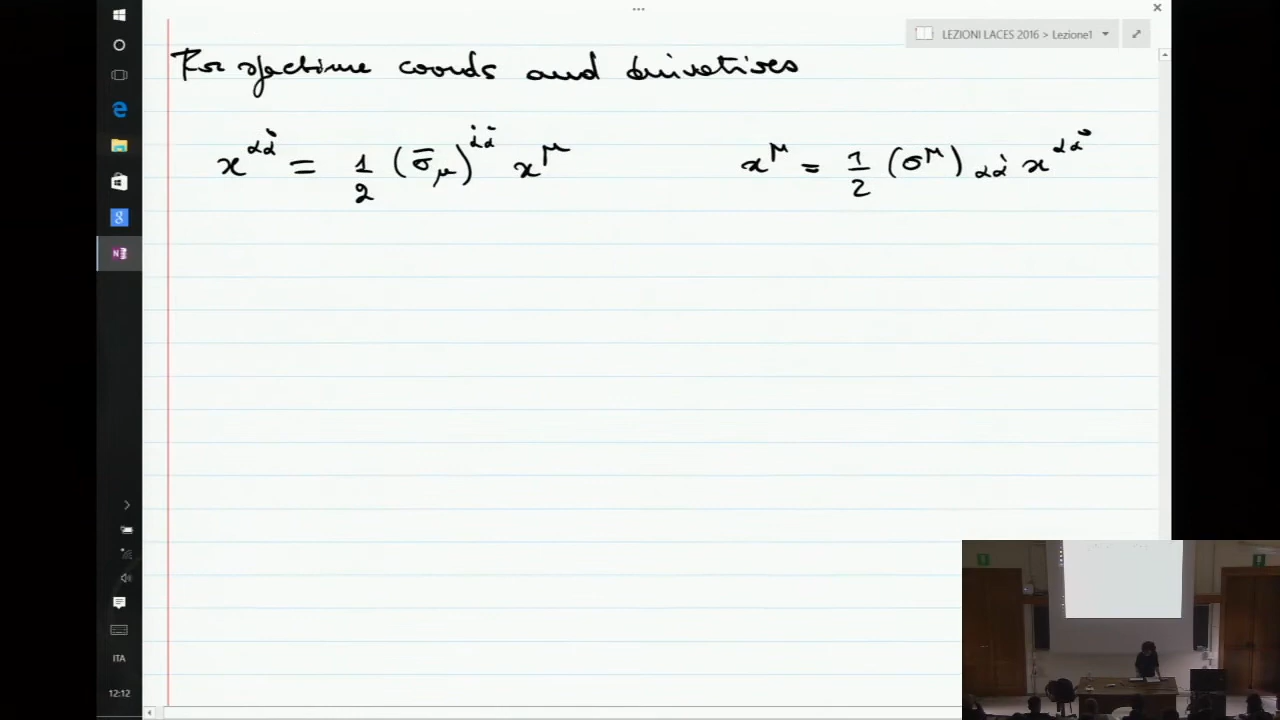 LEZIONI LACES 2016 > Lezione1
For spacetime coords and derivatives
x^{αα̇} = 1/2 (σ̄_μ)^{α̇α} x^μ
x^μ = 1/2 (σ^μ)_{αα̇} x^{αα̇}
ITA
12:12